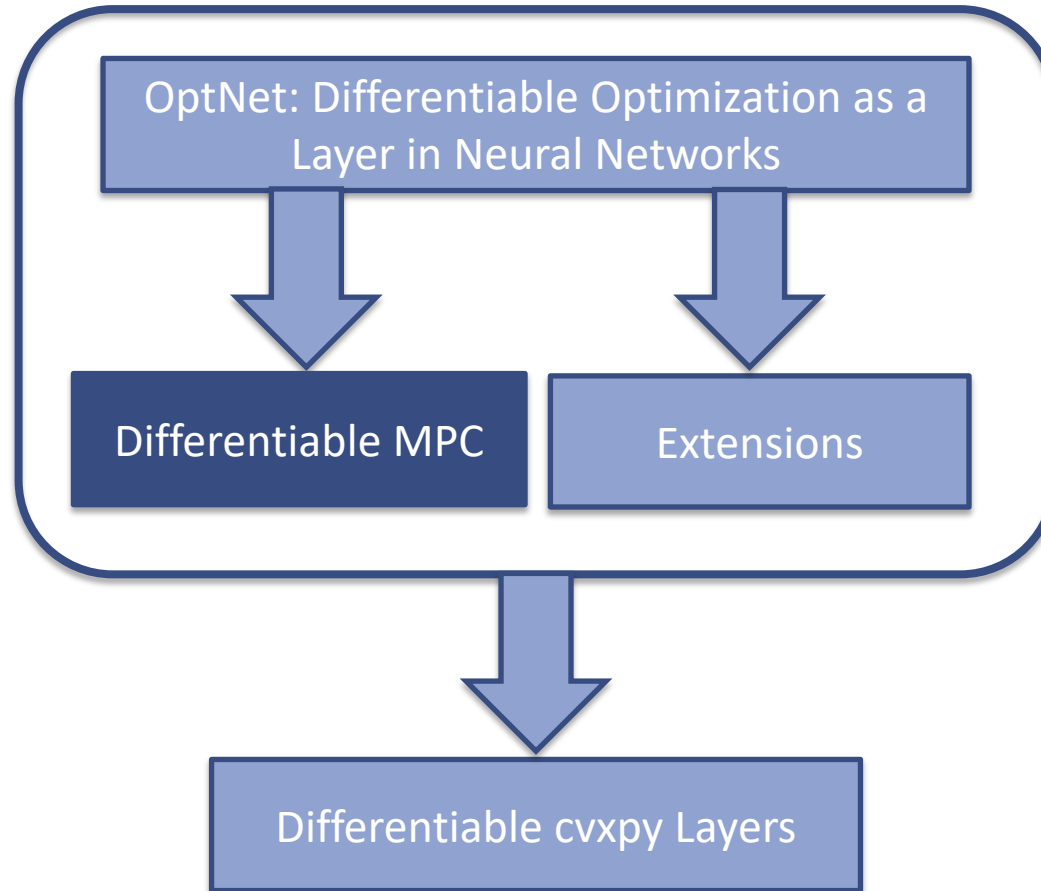 OptNet: Differentiable Optimization as a
Layer in Neural Networks
Differentiable MPC
Extensions
Differentiable cvxpy Layers